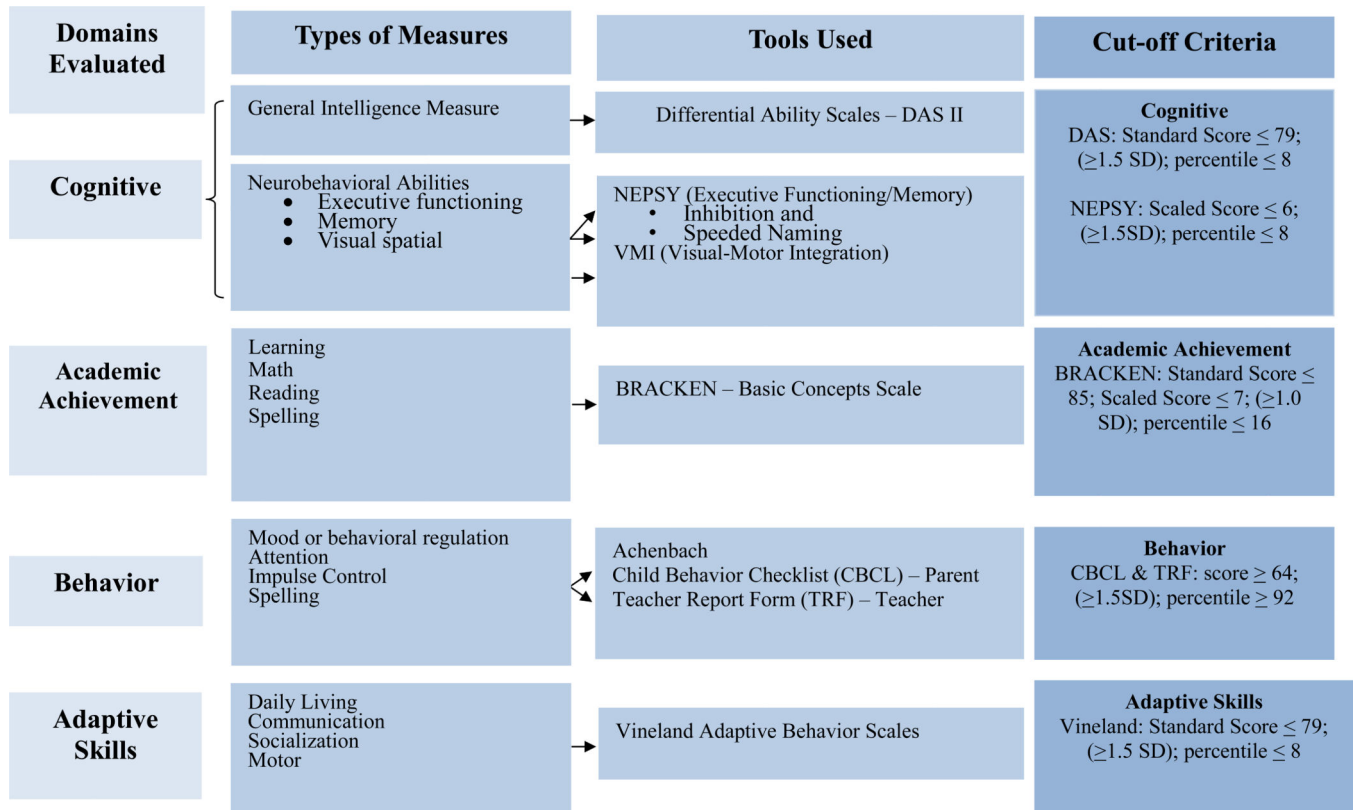 Domains
Evaluated
Types of Measures
Tools Used
Cut-off Criteria
Cognitive
General Intelligence Measure
Differential Ability Scales – DAS II
Neurobehavioral Abilities
● Executive functioning
● Memory
● Visual spatial
NEPSY (Executive Functioning/Memory)
• Inhibition and
• Speeded Naming
VMI (Visual-Motor Integration)
Cognitive
DAS: Standard Score ≤ 79;
(≥1.5 SD); percentile ≤ 8
NEPSY: Scaled Score ≤ 6;
(≥1.5SD); percentile ≤ 8
Academic
Achievement
Learning
Math
Reading
Spelling
BRACKEN – Basic Concepts Scale
Academic Achievement
BRACKEN: Standard Score ≤
85; Scaled Score ≤ 7; (≥1.0
SD); percentile ≤ 16
Behavior
Mood or behavioral regulation
Attention
Impulse Control
Spelling
Achenbach
Child Behavior Checklist (CBCL) – Parent
Teacher Report Form (TRF) – Teacher
Behavior
CBCL & TRF: score ≥ 64;
(≥1.5SD); percentile ≥ 92
Adaptive
Skills
Daily Living
Communication
Socialization
Motor
Vineland Adaptive Behavior Scales
Adaptive Skills
Vineland: Standard Score ≤ 79;
(≥1.5 SD); percentile ≤ 8